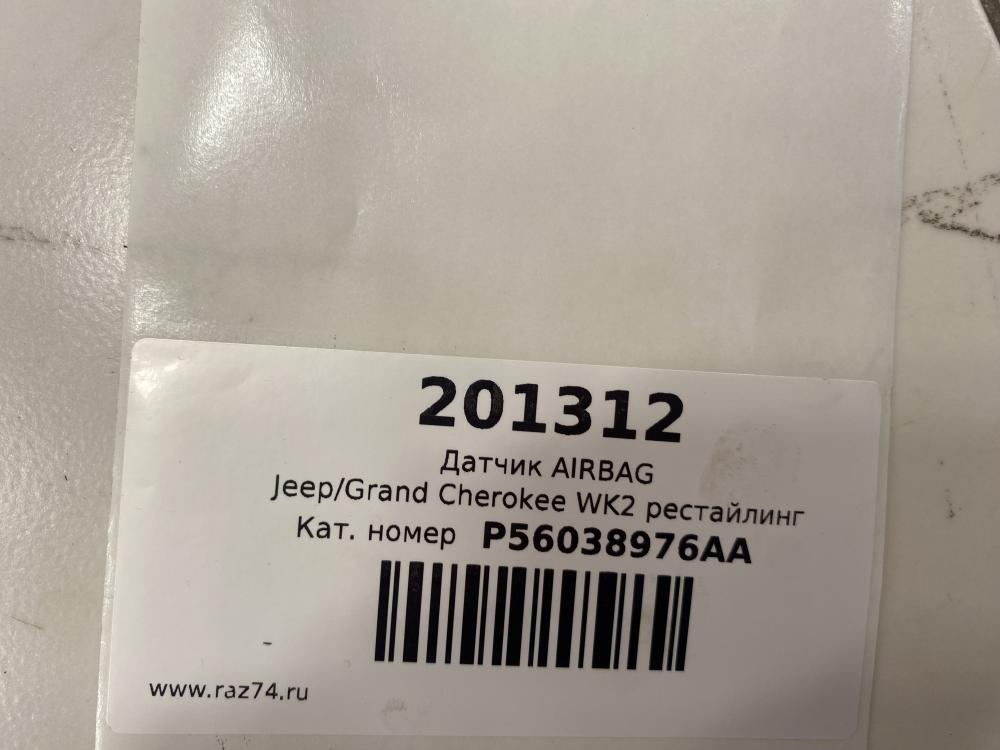 201312
Датчик AIRBAG
Jeep/Grand Cherokee WK2 рестайлинг
Кат. номер P56038976AA
-
www.raz74.ru